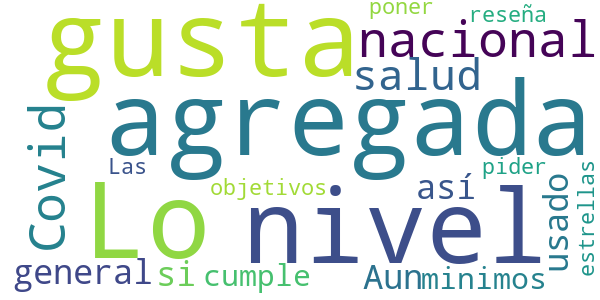 poner
gusta
reseña
nacional
salud
agregada
Covid
Las
pider
objetivos
así
Lo
nivel
usado
estrellas
general
si
cumple
Aun
minimos